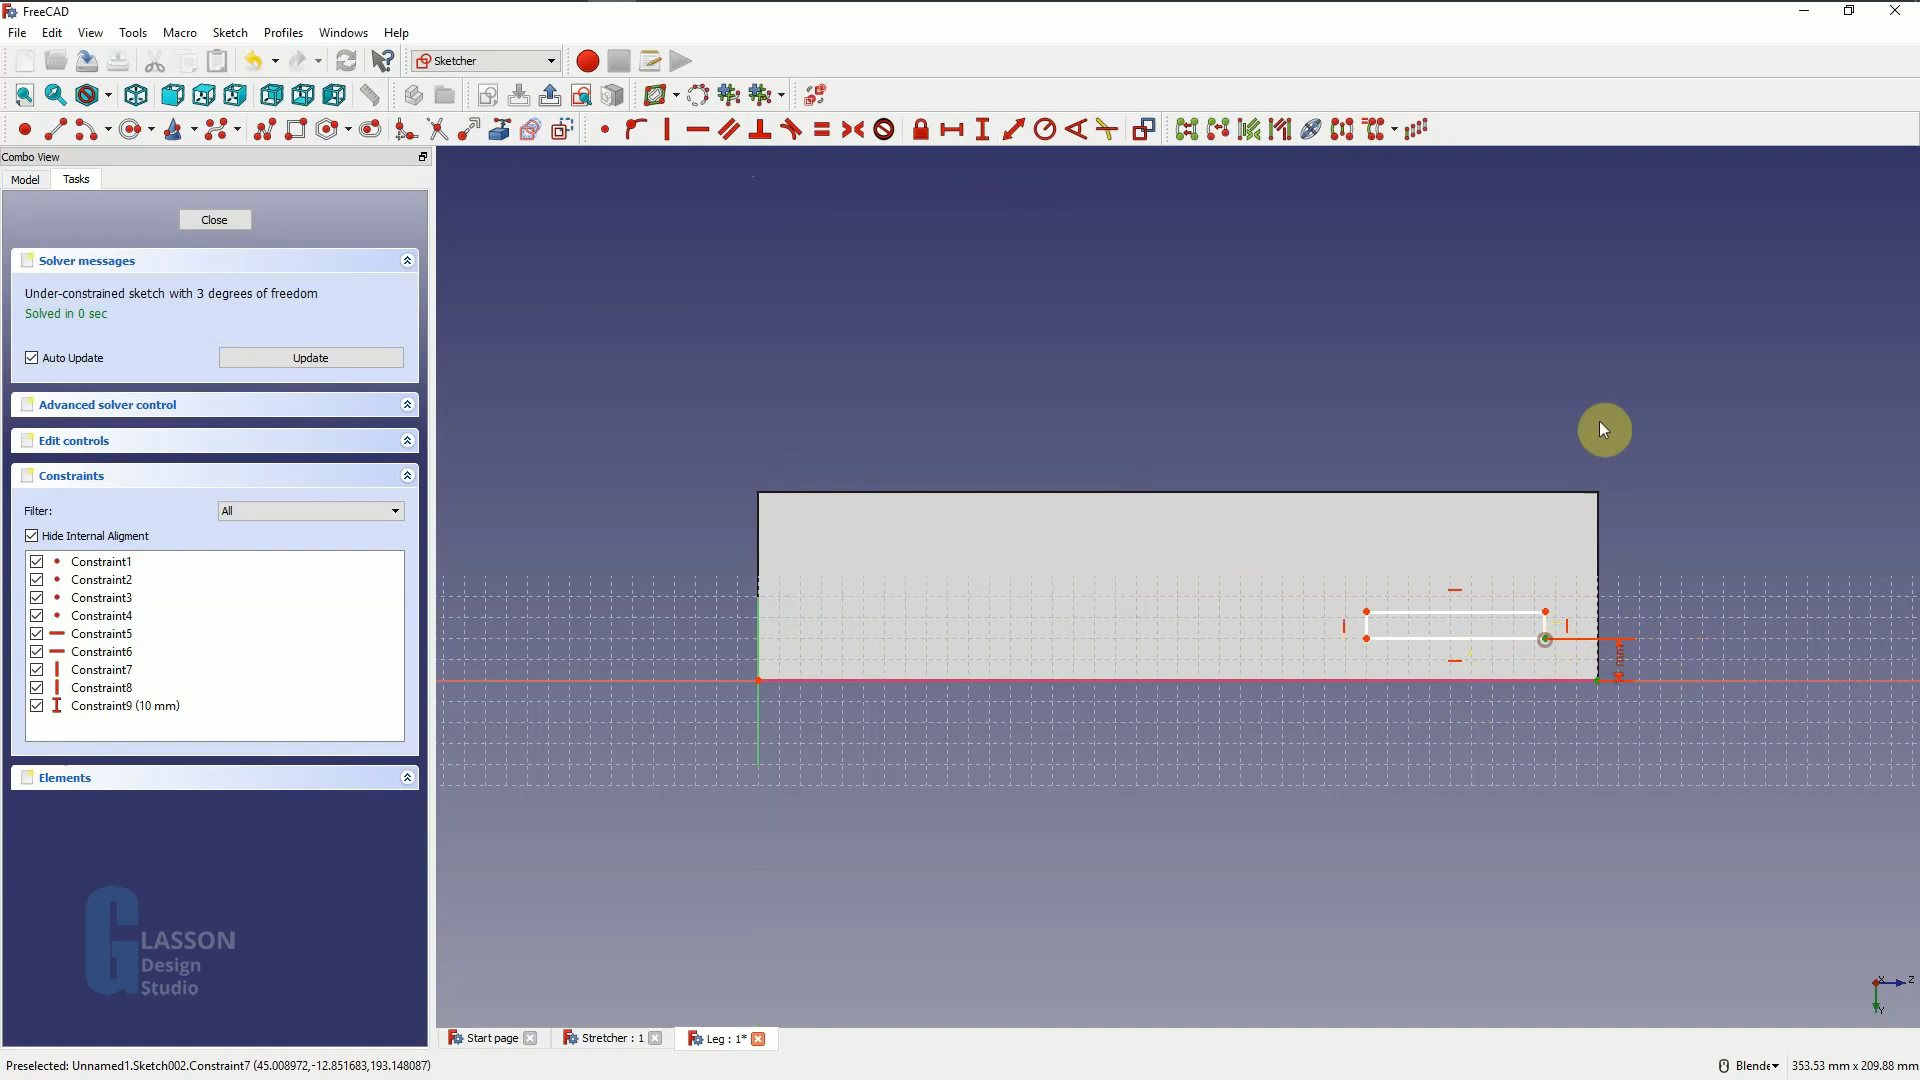 FreeCAD
File Edit View Tools Macro Sketch Profiles Windows Help
Sketcher
Combo View
Model Tasks
Close
Solver messages
Under-constrained sketch with 3 degrees of freedom
Solved in 0 sec
Auto Update Update
Advanced solver control
Edit controls
Constraints
Filter: All
Hide Internal Aligment
Constraint1
Constraint2
Constraint3
Constraint4
Constraint5
Constraint6
Constraint7
Constraint8
Constraint9 (10 mm)
Elements
GLASSON
Design
Studio
X Z
Y
Start page Stretcher : 1 Leg : 1*
Preselected: Unnamed1.Sketch002.Constraint7 (45.008972,-12.851683,193.148087) Blende 353.53 mm x 209.88 mm